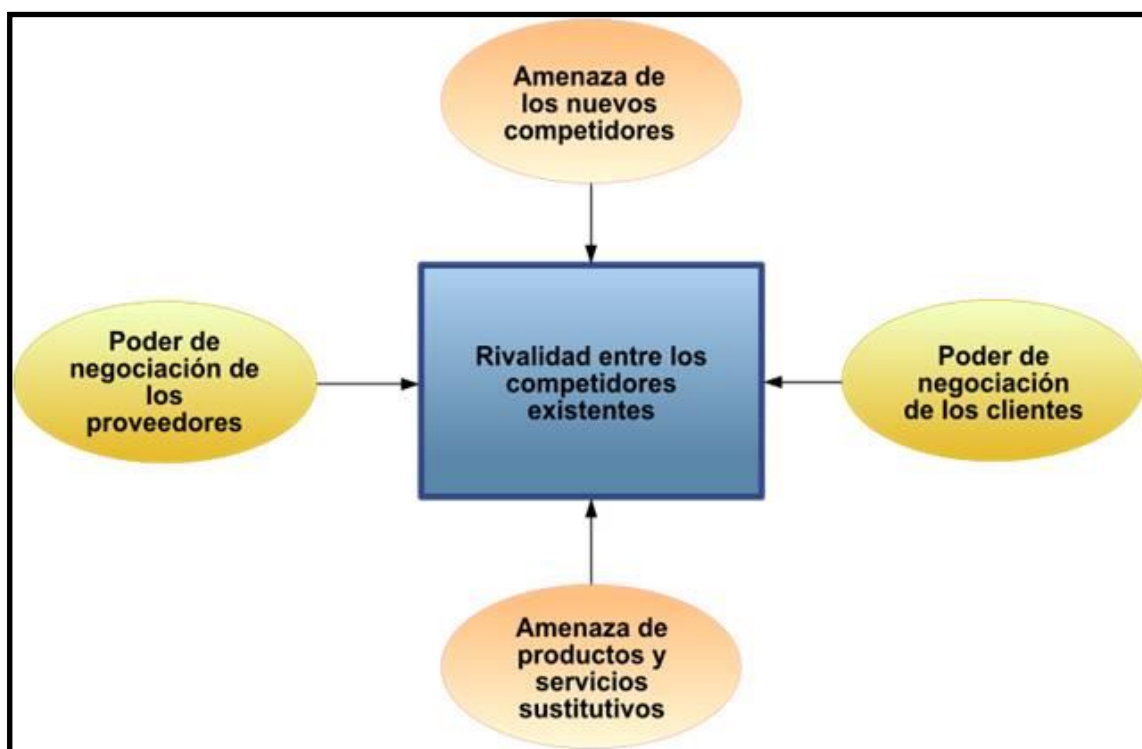 Amenaza de
los nuevos
competidores
Poder de
negociación de
los
proveedores
Rivalidad entre los
competidores
existentes
Poder de
negociación
de los clientes
Amenaza de
productos y
servicios
sustitutivos